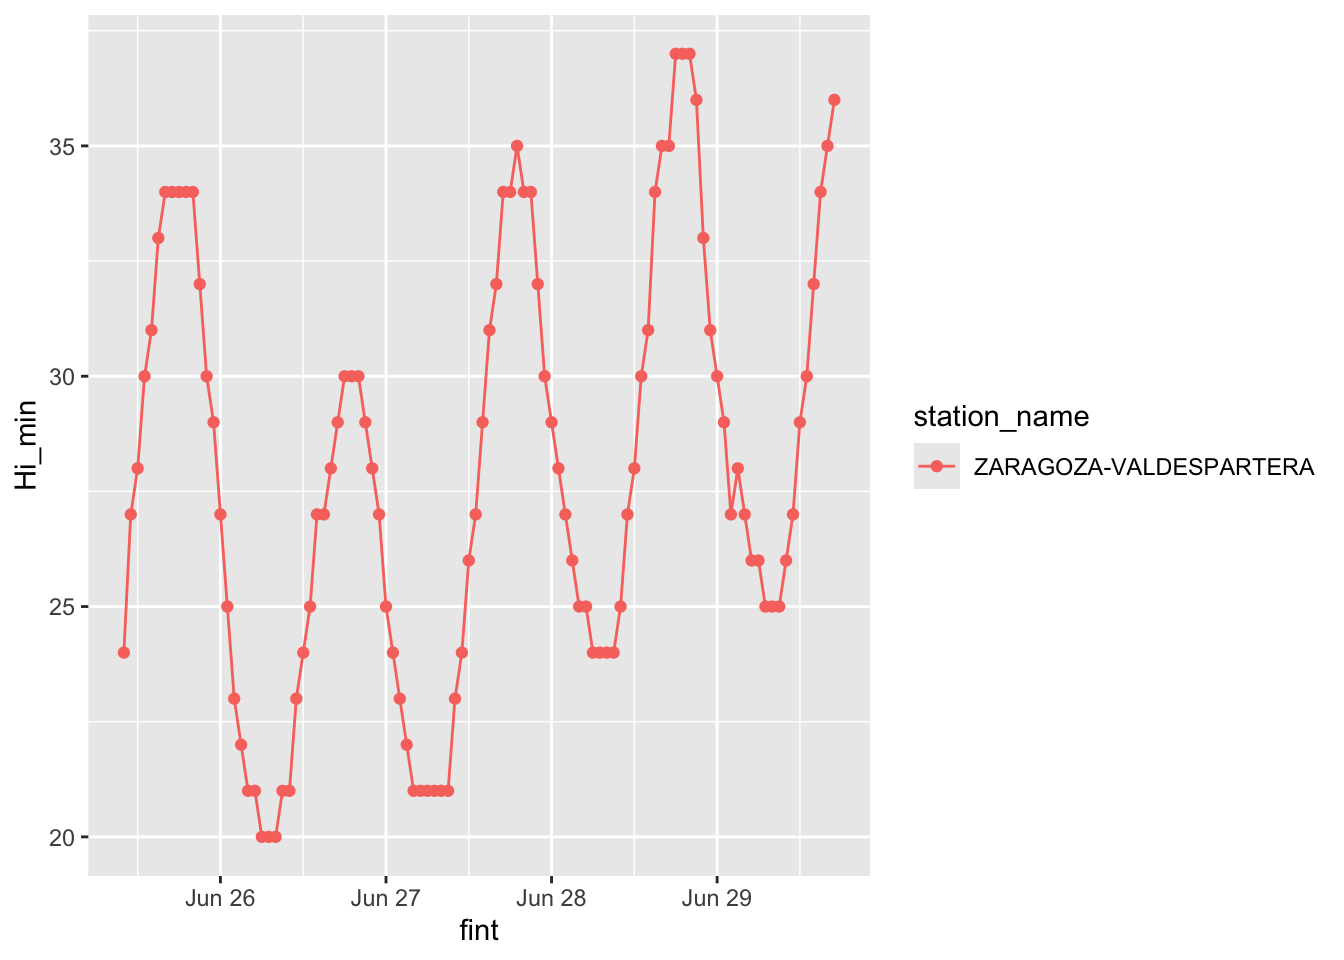 35
30
25
20
Hi_min
Jun 26
Jun 27
Jun 28
Jun 29
fint
station_name
ZARAGOZA-VALDESPARTERA